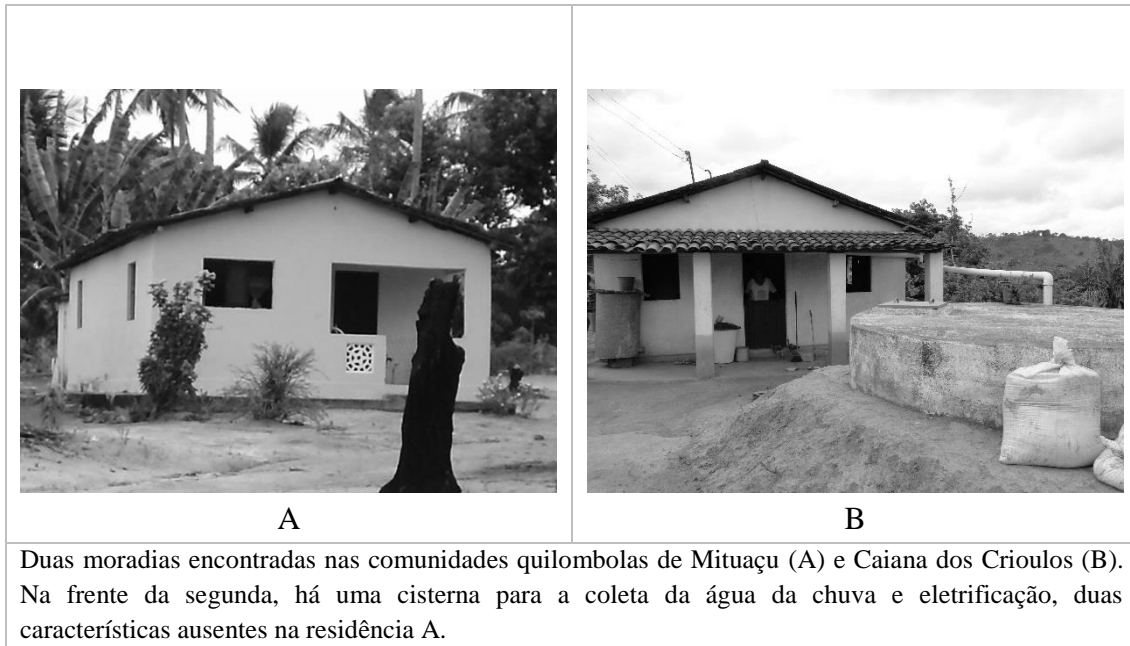 A
B
Duas moradias encontradas nas comunidades quilombolas de Mituaçu (A) e Caiana dos Crioulos (B).
Na frente da segunda, há uma cisterna para a coleta da água da chuva e eletrificação, duas
características ausentes na residência A.